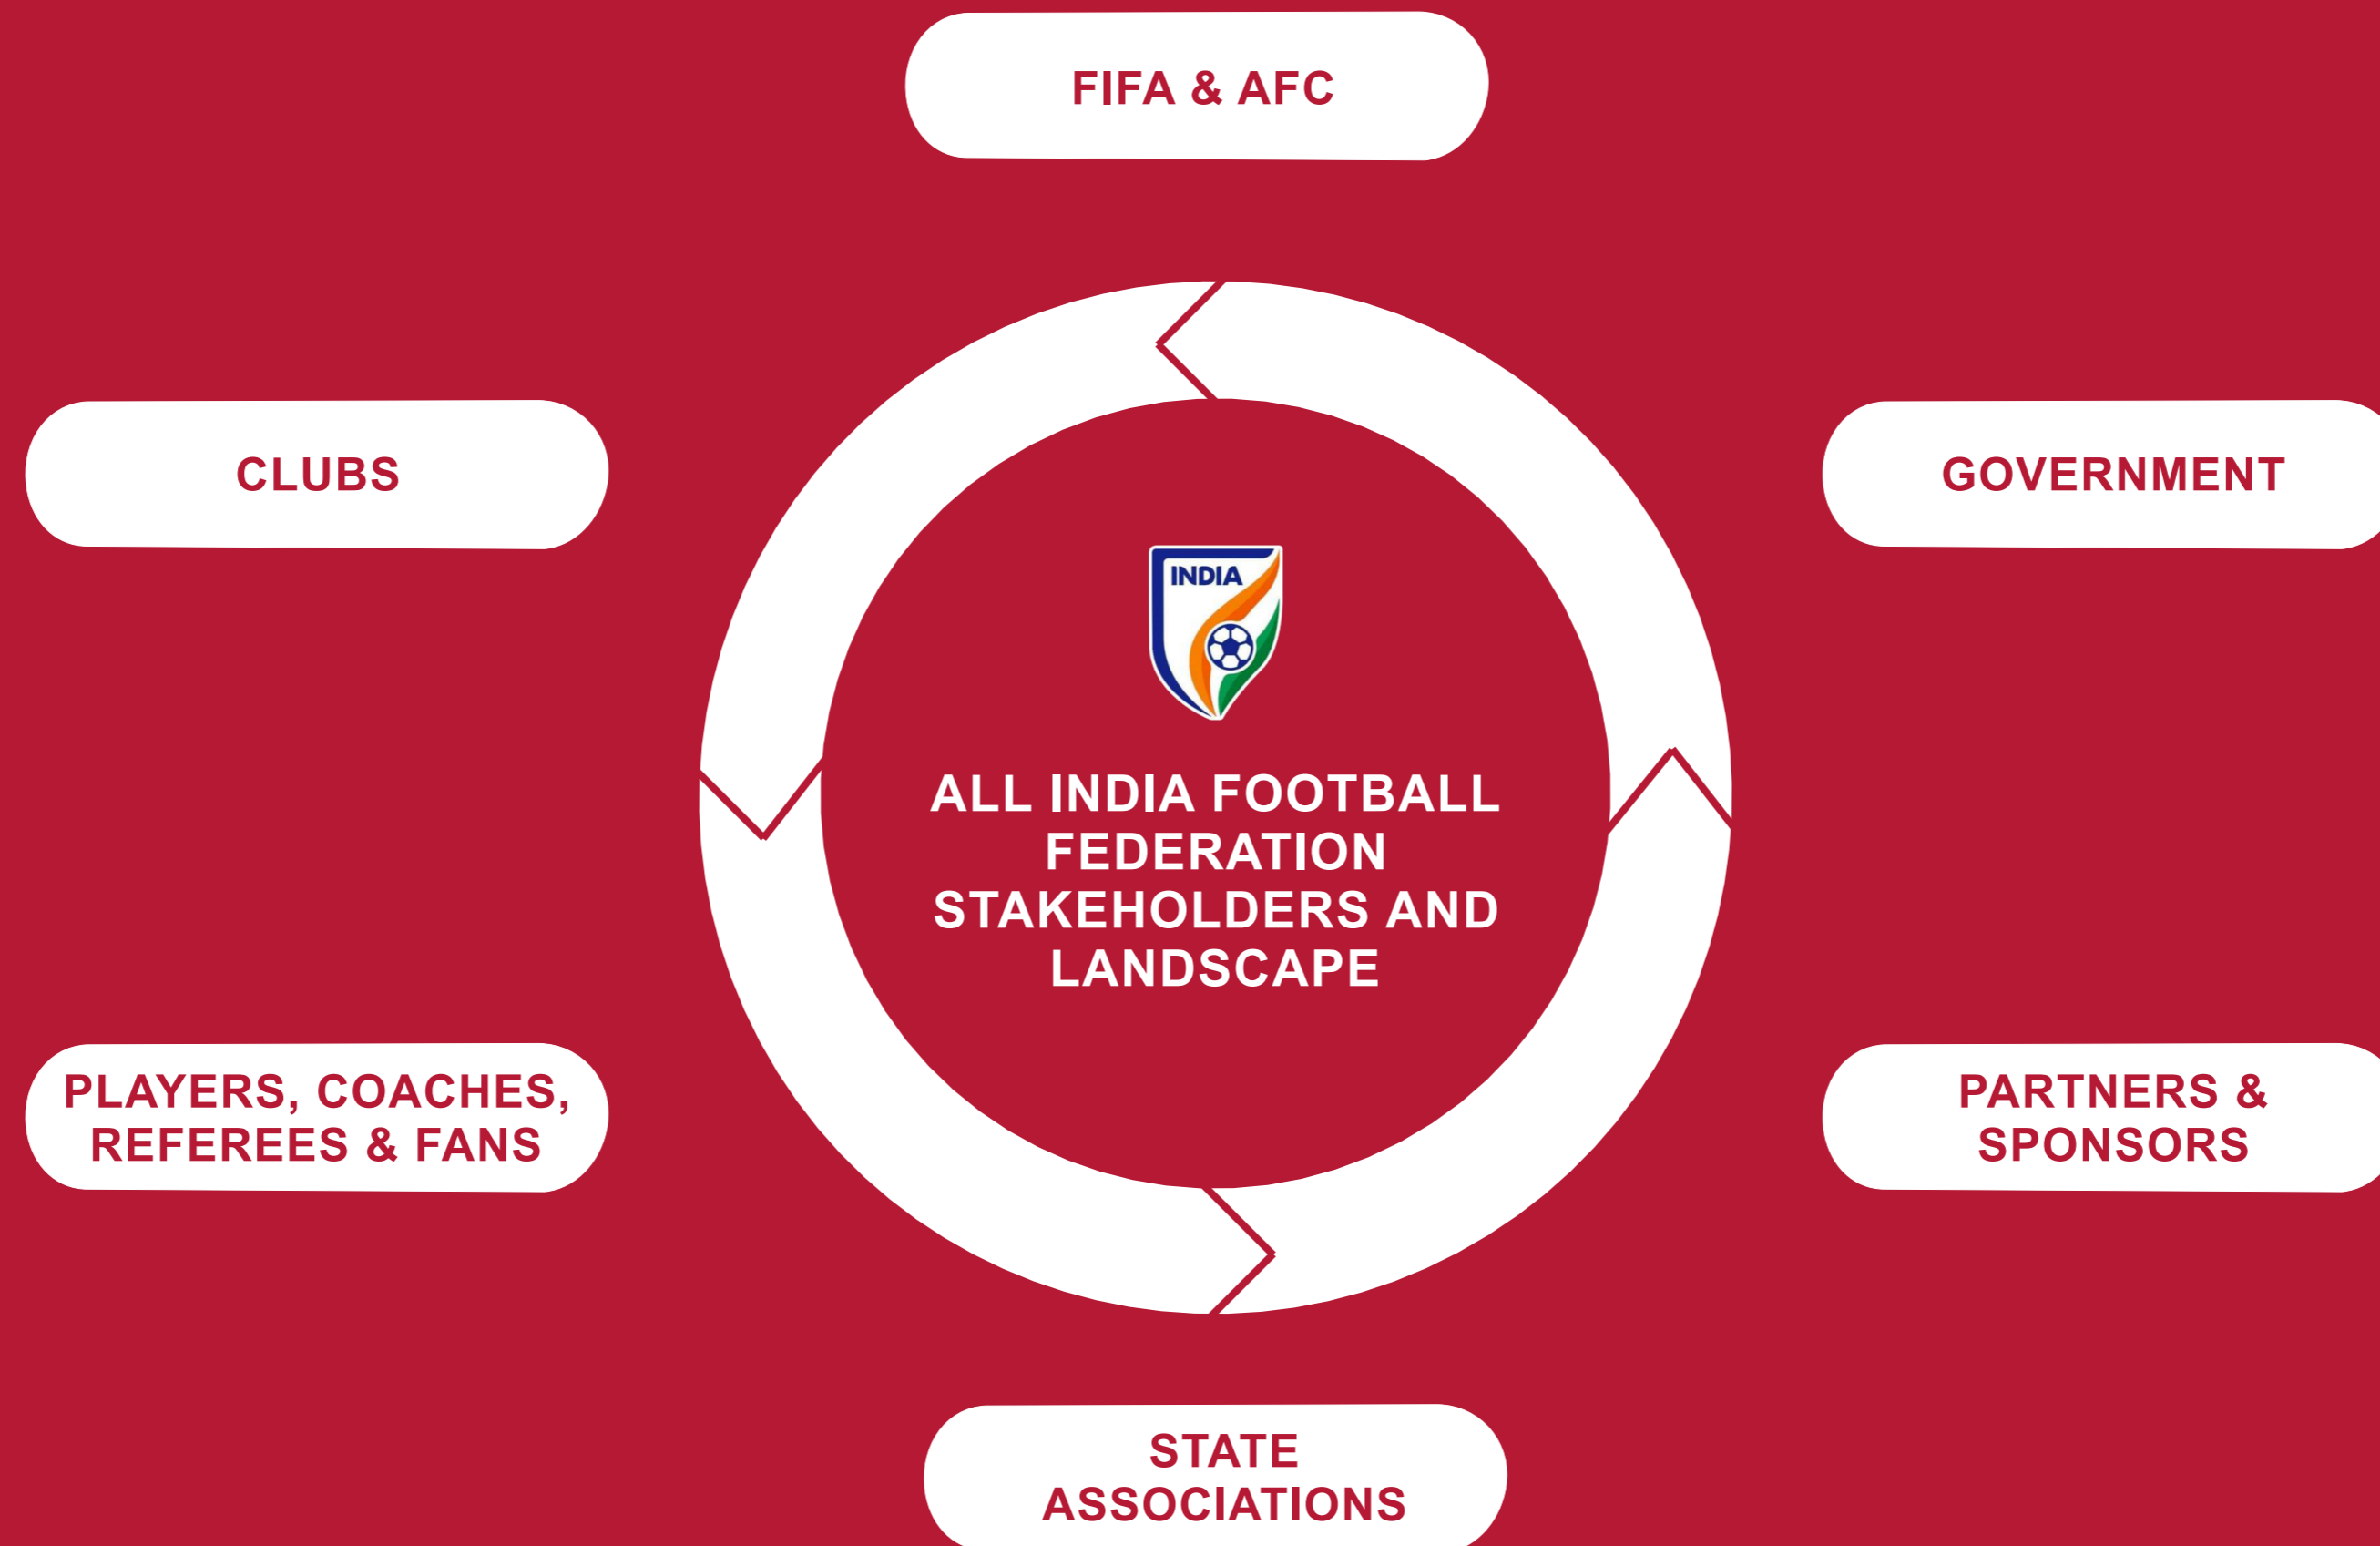 FIFA & AFC
CLUBS
GOVERNMENT
INDIA
ALL INDIA FOOTBALL
FEDERATION
STAKEHOLDERS AND
LANDSCAPE
PLAYERS, COACHES,
REFEREES & FANS
PARTNERS &
SPONSORS
STATE
ASSOCIATIONS